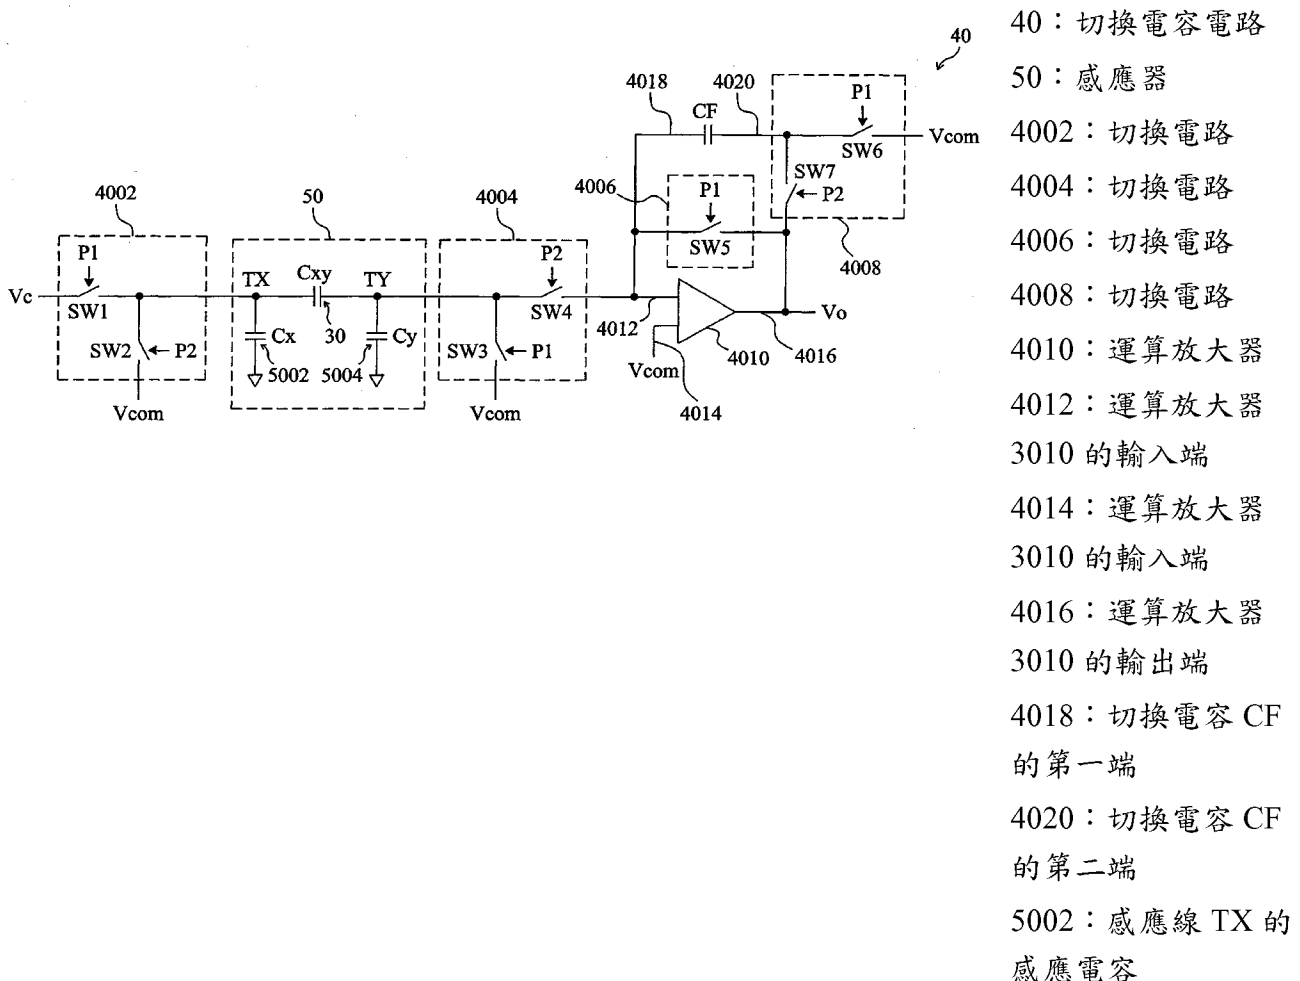 40
4018
4020
P1
CF
Vcom
SW6
SW7
P2
4006
P1
SW5
4008
4002
50
4004
P1
P2
Vc
SW1
TX
Cxy
TY
SW4
4012
Vo
SW2
P2
Cx
30
Cy
SW3
P1
4010
4016
5002
5004
Vcom
Vcom
Vcom
4014
40：切換電容電路
50：感應器
4002：切換電路
4004：切換電路
4006：切換電路
4008：切換電路
4010：運算放大器
4012：運算放大器
3010 的輸入端
4014：運算放大器
3010 的輸入端
4016：運算放大器
3010 的輸出端
4018：切換電容 CF
的第一端
4020：切換電容 CF
的第二端
5002：感應線 TX 的
感應電容